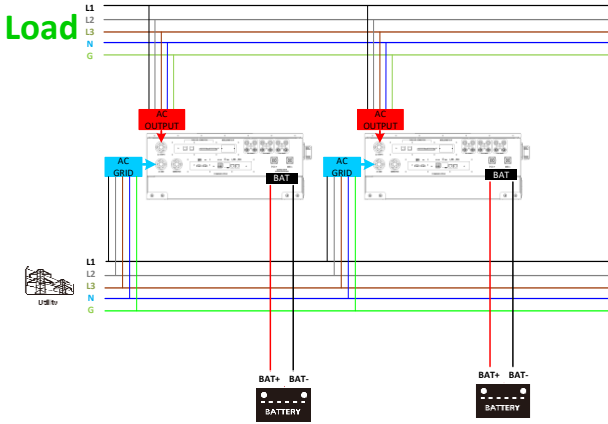 Load
L1
L2
L3
N
G
AC
OUTPUT
AC
OUTPUT
AC
GRID
AC
GRID
BAT
BAT
L1
L2
L3
N
G
Utility
BAT+ BAT-
BAT+ BAT-
BATTERY
BATTERY